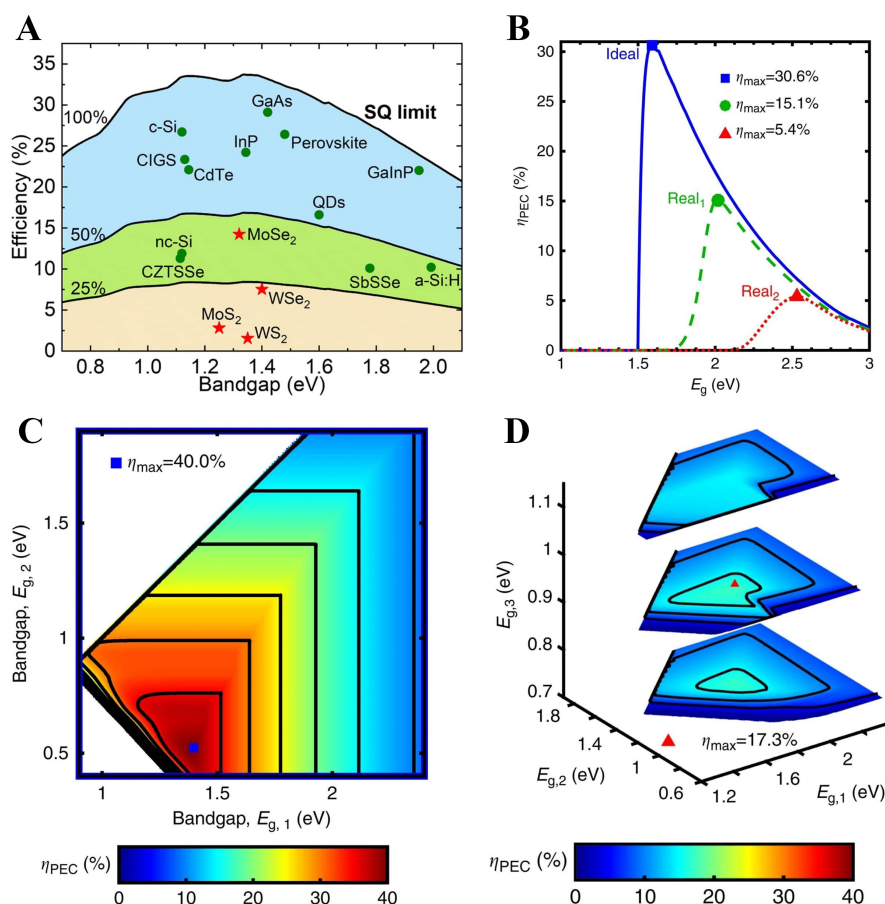 A
Efficiency (%)
35
30
25
20
15
10
5
0
100%
50%
25%
SQ limit
GaAs
c-Si
InP
Perovskite
CIGS
CdTe
GaInP
QDs
nc-Si
MoSe2
CZTSSe
SbSSe
a-Si:H
WSe2
MoS2
WS2
0.8 1.0 1.2 1.4 1.6 1.8 2.0
Bandgap (eV)
B
ηPEC (%)
30
25
20
15
10
5
0
Ideal
ηmax=30.6%
ηmax=15.1%
ηmax=5.4%
Real1
Real2
1 1.5 2 2.5 3
Eg (eV)
C
ηmax=40.0%
Bandgap, Eg, 2 (eV)
1.5
1
0.5
1 1.5 2
Bandgap, Eg, 1 (eV)
ηPEC (%)
0 10 20 30 40
D
Eg,3 (eV)
1.1
1
0.9
0.8
0.7
1.8
1.4
1
0.6
Eg,2 (eV)
ηmax=17.3%
1.2
1.6
2
Eg,1 (eV)
ηPEC (%)
0 10 20 30 40